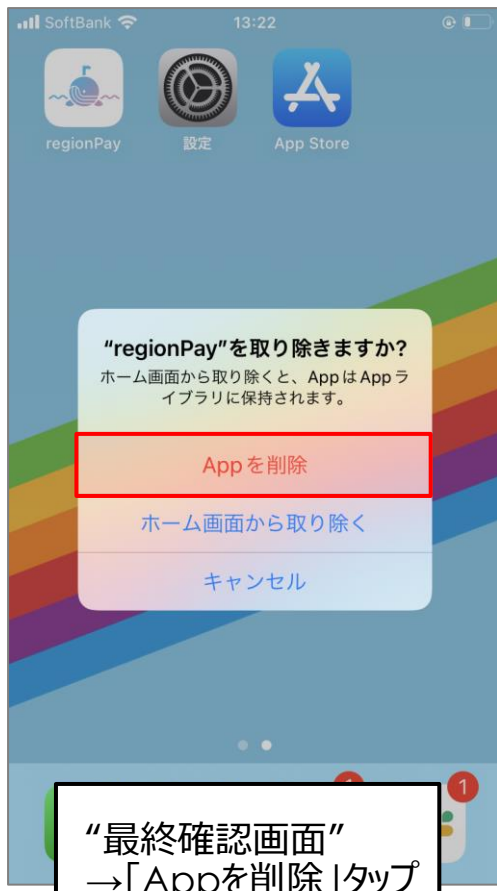 SoftBank 13:22
regionPay 設定 App Store
“regionPay”を取り除きますか?
ホーム画面から取り除くと、AppはAppラ
イブラリに保持されます。
Appを削除
ホーム画面から取り除く
キャンセル
1 1
“最終確認画面”
→「Appを削除」タップ